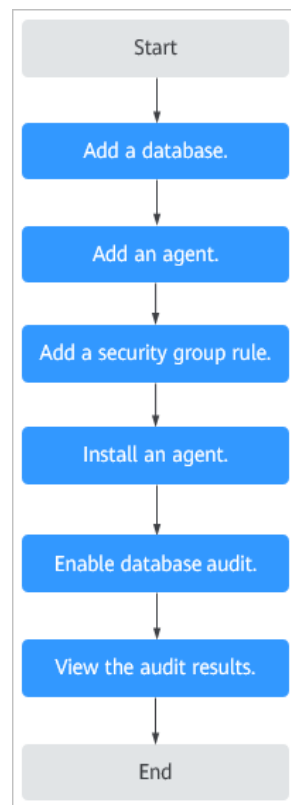 Start
Add a database.
Add an agent.
Add a security group rule.
Install an agent.
Enable database audit.
View the audit results.
End